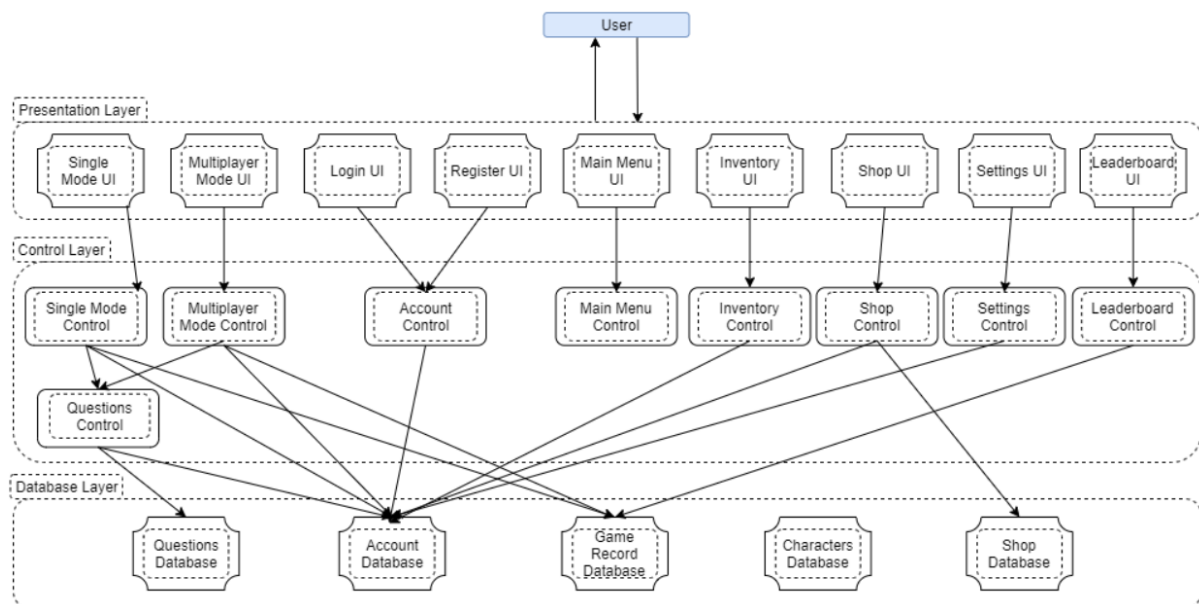 User
Presentation Layer
Single
Mode UI
Multiplayer
Mode UI
Login UI
Register UI
Main Menu
UI
Inventory
UI
Shop UI
Settings UI
Leaderboard
UI
Control Layer
Single Mode
Control
Multiplayer
Mode Control
Account
Control
Main Menu
Control
Inventory
Control
Shop
Control
Settings
Control
Leaderboard
Control
Questions
Control
Database Layer
Questions
Database
Account
Database
Game
Record
Database
Characters
Database
Shop
Database